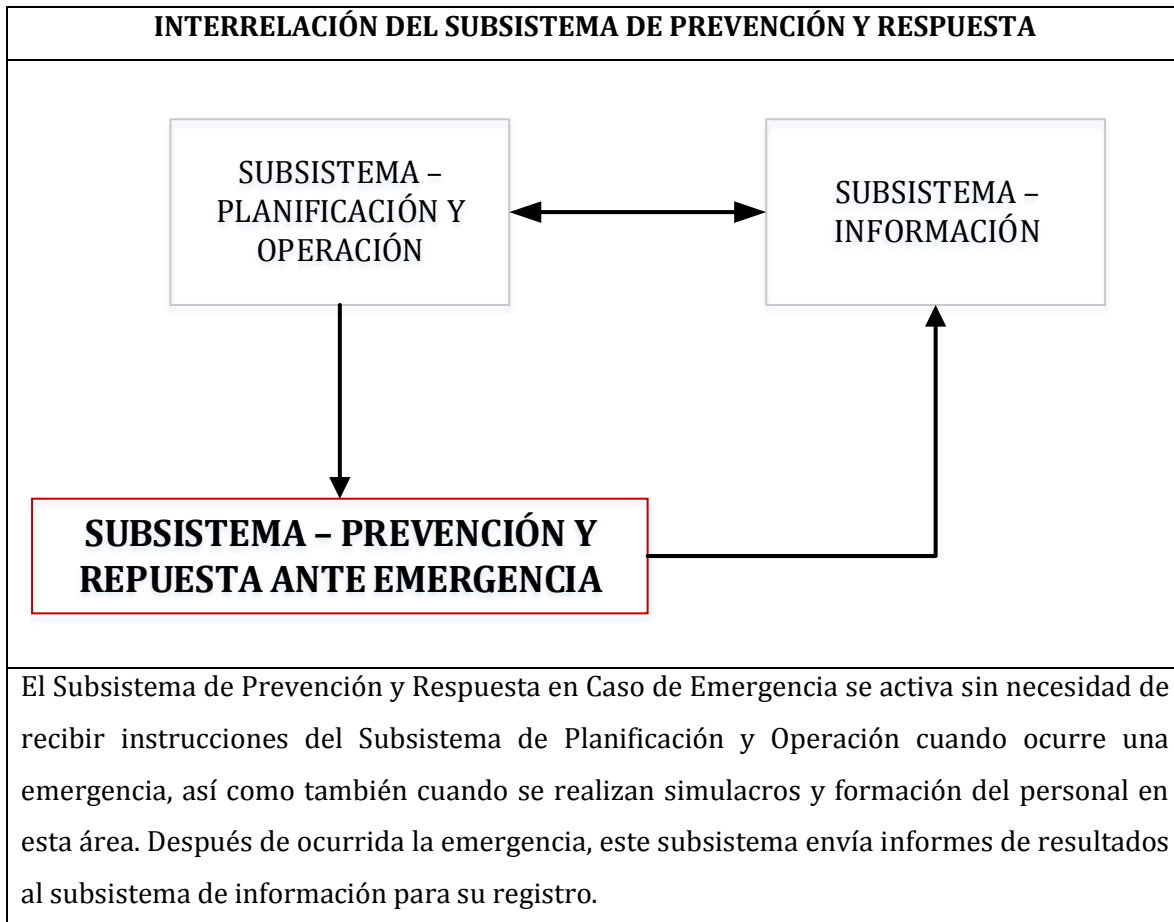 INTERRELACIÓN DEL SUBSISTEMA DE PREVENCIÓN Y RESPUESTA
SUBSISTEMA –
PLANIFICACIÓN Y
OPERACIÓN
SUBSISTEMA –
INFORMACIÓN
SUBSISTEMA – PREVENCIÓN Y
REPUESTA ANTE EMERGENCIA
El Subsistema de Prevención y Respuesta en Caso de Emergencia se activa sin necesidad de
recibir instrucciones del Subsistema de Planificación y Operación cuando ocurre una
emergencia, así como también cuando se realizan simulacros y formación del personal en
esta área. Después de ocurrida la emergencia, este subsistema envía informes de resultados
al subsistema de información para su registro.